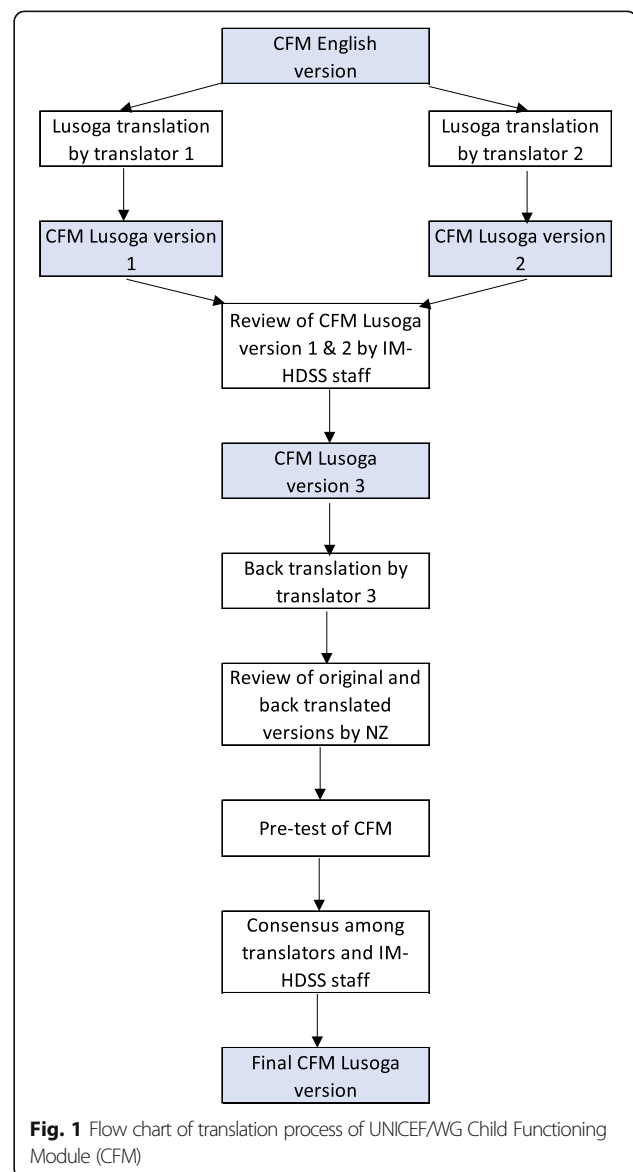 CFM English
version
Lusoga translation
by translator 1
Lusoga translation
by translator 2
CFM Lusoga version
1
CFM Lusoga version
2
Review of CFM Lusoga
version 1 & 2 by IM-
HDSS staff
CFM Lusoga
version 3
Back translation by
translator 3
Review of original and
back translated
versions by NZ
Pre-test of CFM
Consensus among
translators and IM-
HDSS staff
Final CFM Lusoga
version
Fig. 1 Flow chart of translation process of UNICEF/WG Child Functioning
Module (CFM)